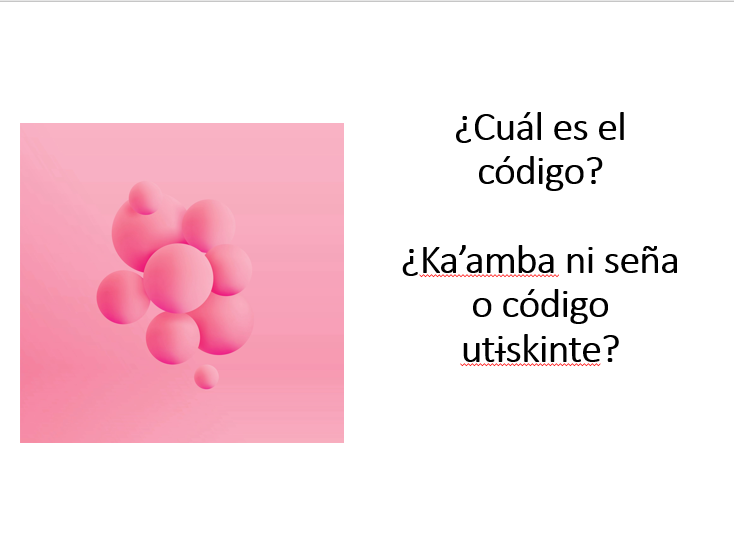 ¿Cuál es el
código?
¿Ka’amba ni seña
o código
utɨskinte?